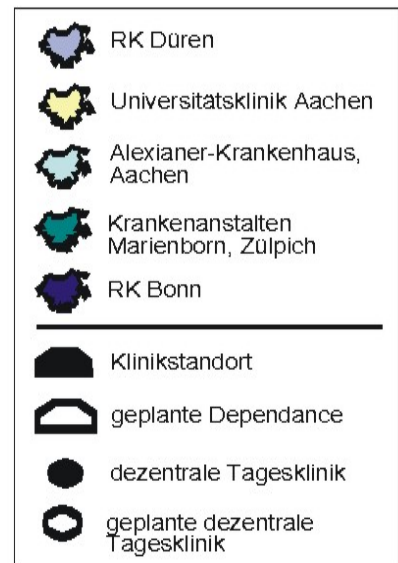 RK Düren
Universitätsklinik Aachen
Alexianer-Krankenhaus,
Aachen
Krankenanstalten
Marienborn, Zülpich
RK Bonn
Klinikstandort
geplante Dependance
dezentrale Tagesklinik
geplante dezentrale
Tagesklinik